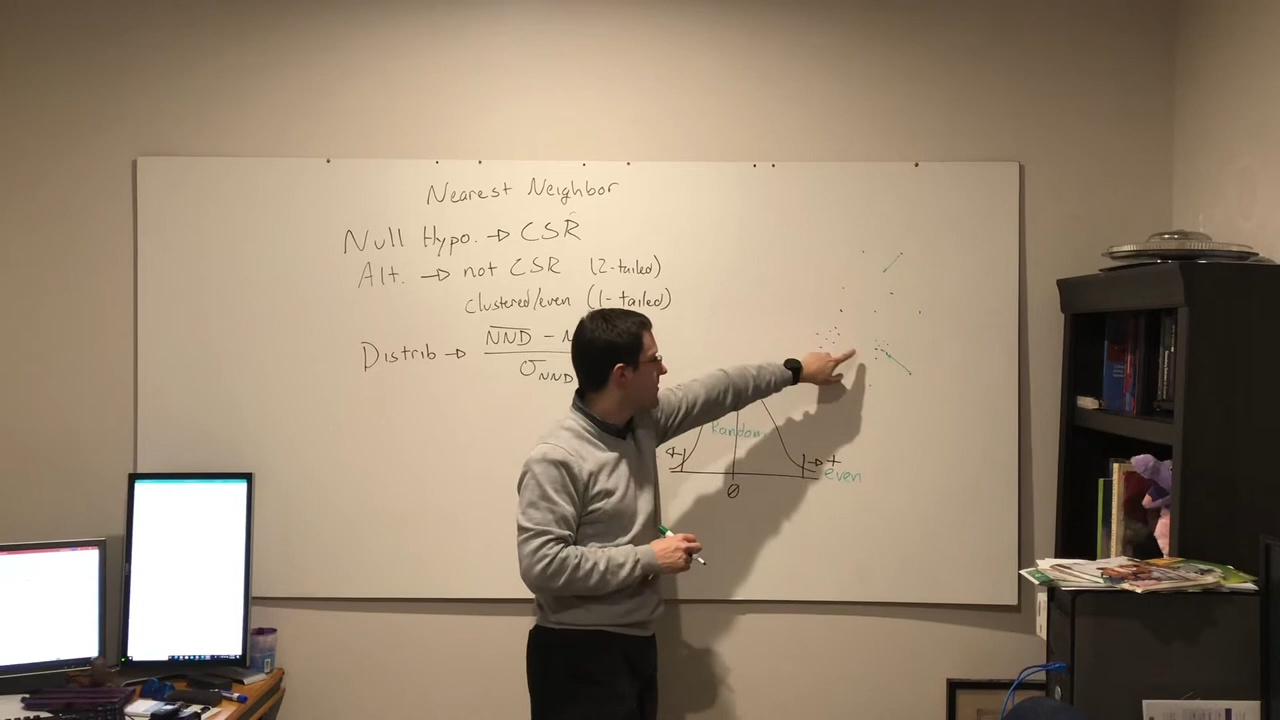 Nearest Neighbor
Null Hypo. → CSR
Alt. → not CSR (2-tailed)
clustered/even (1-tailed)
Distrib → NND - N
σNND
Random
+
even
0